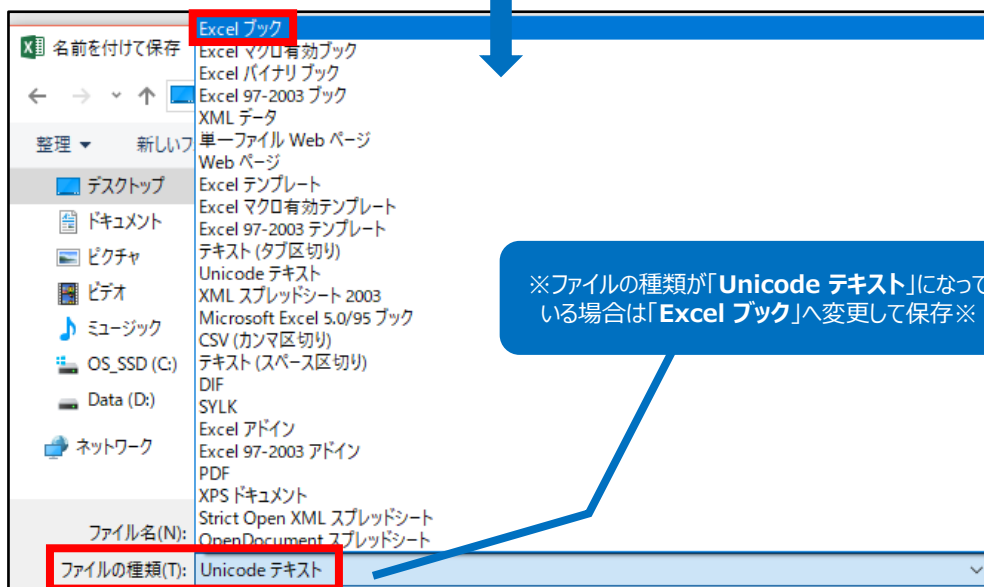 Excel ブック
名前を付けて保存
Excel マクロ有効ブック
Excel バイナリ ブック
Excel 97-2003 ブック
XML データ
整理
新しいフ
単一ファイル Web ページ
Web ページ
デスクトップ
Excel テンプレート
Excel マクロ有効テンプレート
ドキュメント
Excel 97-2003 テンプレート
ピクチャ
テキスト (タブ区切り)
Unicode テキスト
ビデオ
XML スプレッドシート 2003
Microsoft Excel 5.0/95 ブック
ミュージック
CSV (カンマ区切り)
OS_SSD (C:)
テキスト (スペース区切り)
DIF
Data (D:)
SYLK
Excel アドイン
ネットワーク
Excel 97-2003 アドイン
PDF
XPS ドキュメント
Strict Open XML スプレッドシート
ファイル名(N):
OpenDocument スプレッドシート
ファイルの種類(T):
Unicode テキスト
※ファイルの種類が「Unicode テキスト」になって
いる場合は「Excel ブック」へ変更して保存※